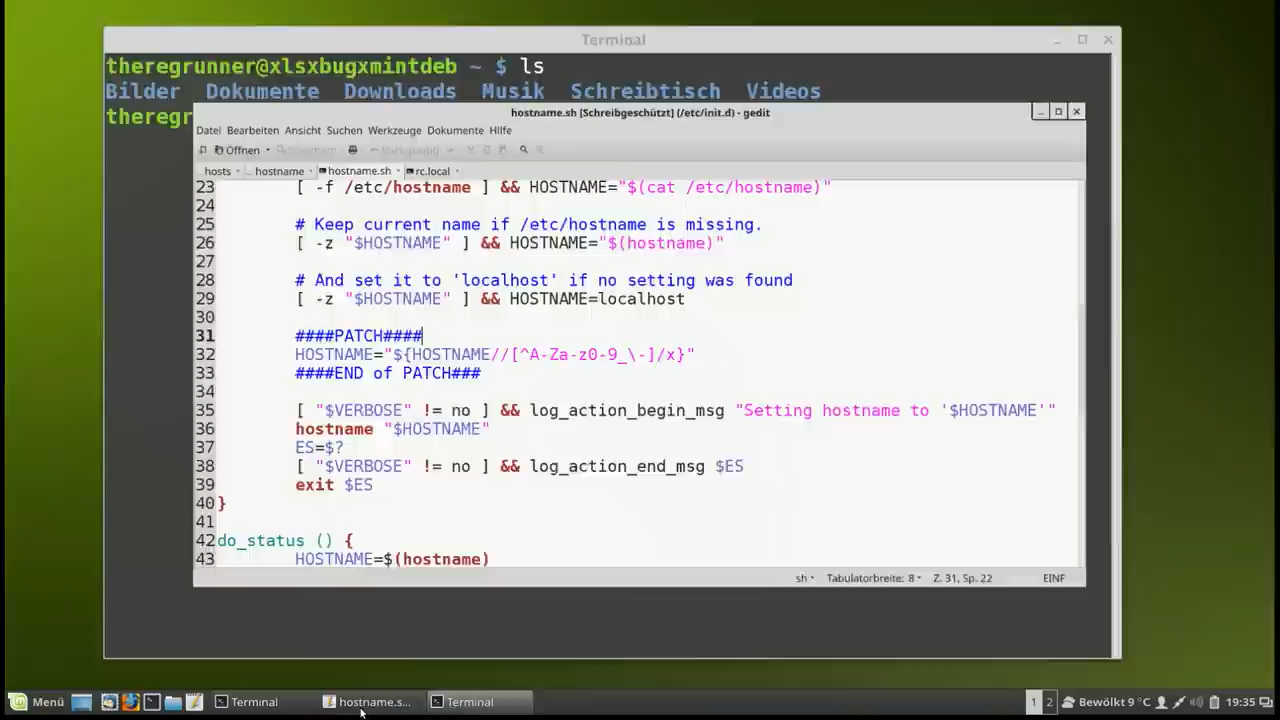 Terminal
theregrunner@xlsxbugxmintdeb ~ $ ls
Bilder Dokumente Downloads Musik Schreibtisch Videos
theregr
hostname.sh [Schreibgeschützt] (/etc/init.d) - gedit
Datei Bearbeiten Ansicht Suchen Werkzeuge Dokumente Hilfe
Öffnen Speichern Rückgängig
hosts hostname hostname.sh rc.local
23 [ -f /etc/hostname ] && HOSTNAME="$(cat /etc/hostname)"
24
25 # Keep current name if /etc/hostname is missing.
26 [ -z "$HOSTNAME" ] && HOSTNAME="$(hostname)"
27
28 # And set it to 'localhost' if no setting was found
29 [ -z "$HOSTNAME" ] && HOSTNAME=localhost
30
31 ####PATCH####
32 HOSTNAME="${HOSTNAME//[^A-Za-z0-9_\-]/x}"
33 ####END of PATCH###
34
35 [ "$VERBOSE" != no ] && log_action_begin_msg "Setting hostname to '$HOSTNAME'"
36 hostname "$HOSTNAME"
37 ES=$?
38 [ "$VERBOSE" != no ] && log_action_end_msg $ES
39 exit $ES
40 }
41
42 do_status () {
43 HOSTNAME=$(hostname)
sh Tabulatorbreite: 8 Z. 31, Sp. 22 EINF
Menü Terminal hostname.s... Terminal 1 2 Bewölkt 9 °C 19:35